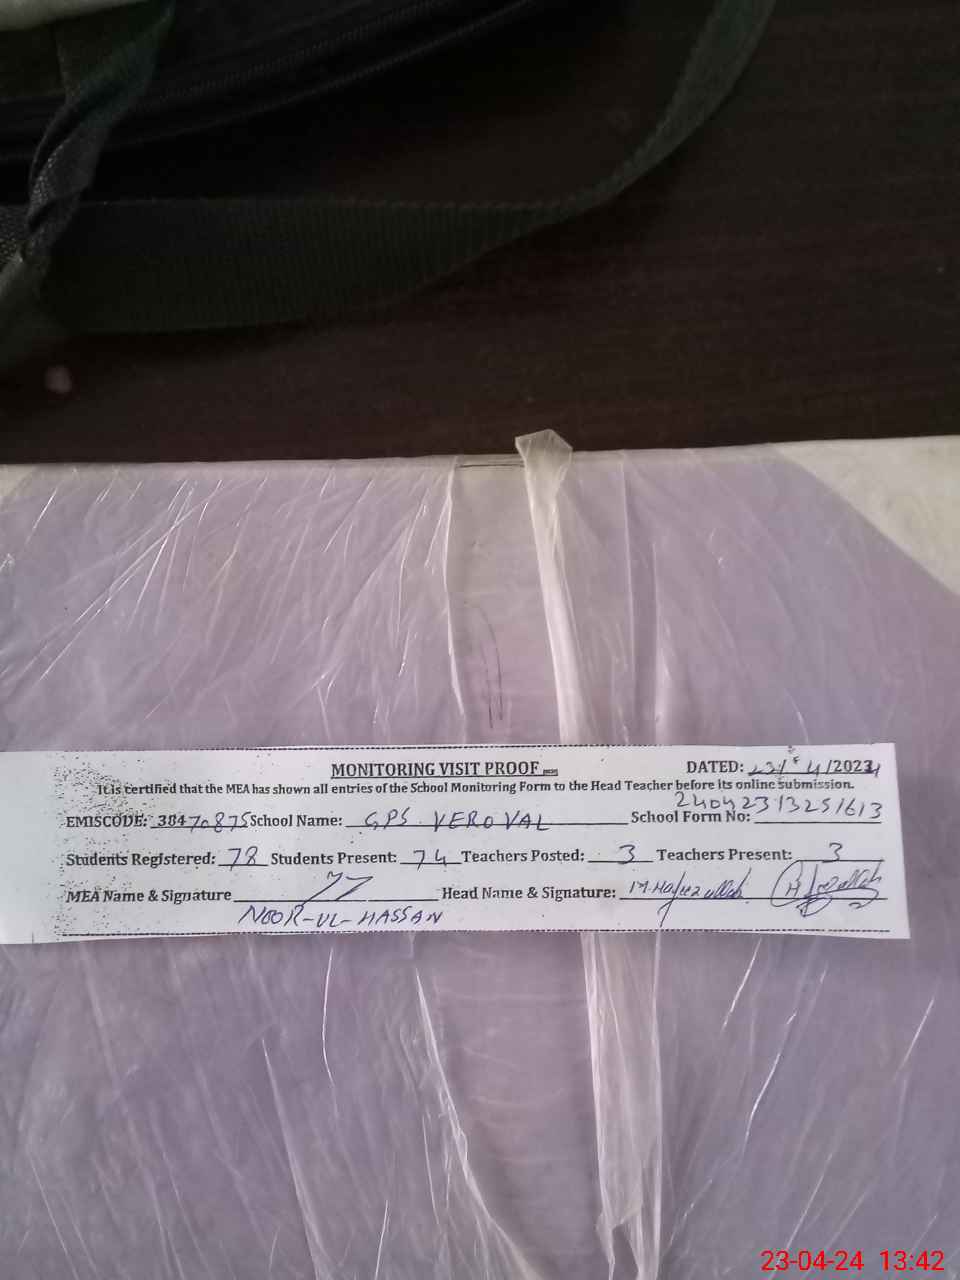 MONITORING VISIT PROOF
DATED: 23/4/2024
It is certified that the MEA has shown all entries of the School Monitoring Form to the Head Teacher before its online submission.
EMISCODE: 38470875 School Name: GPS VEROVAL School Form No: 24042313251613
Students Registered: 78 Students Present: 74 Teachers Posted: 3 Teachers Present: 3
MEA Name & Signature Head Name & Signature: M.Hafeezullah
NOOR-UL-HASSAN
23-04-24 13:42